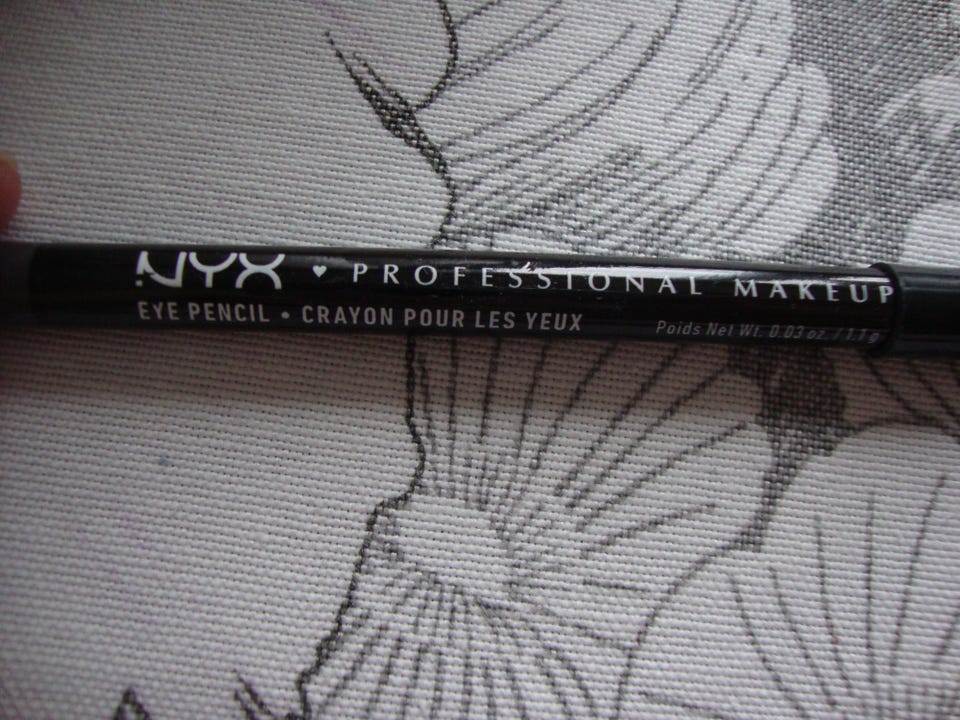 NYX ♥ PROFESSIONAL MAKEUP
EYE PENCIL • CRAYON POUR LES YEUX Poids Net Wt. 0.03 oz. / 1.1 g